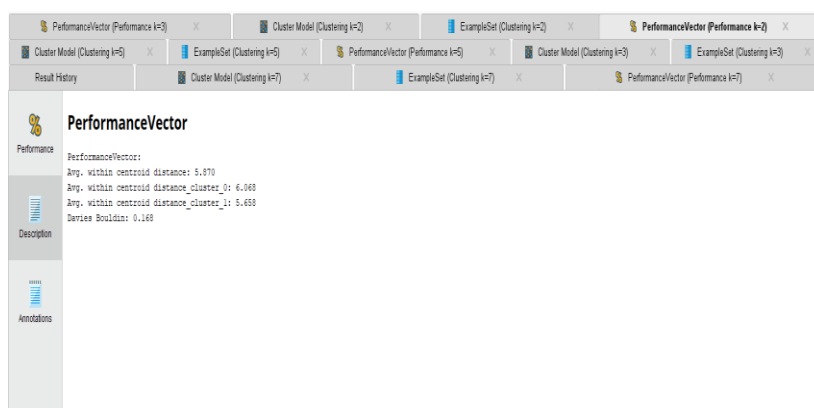 PerformanceVector (Performance k=3) X Cluster Model (Clustering k=2) X ExampleSet (Clustering k=2) X PerformanceVector (Performance k=2) X
Cluster Model (Clustering k=5) X ExampleSet (Clustering k=5) X PerformanceVector (Performance k=5) X Cluster Model (Clustering k=3) X ExampleSet (Clustering k=3) X
Result History Cluster Model (Clustering k=7) X ExampleSet (Clustering k=7) X PerformanceVector (Performance k=7) X
%
Performance
Description
Annotations
PerformanceVector
PerformanceVector:
Avg. within centroid distance: 5.870
Avg. within centroid distance_cluster_0: 6.068
Avg. within centroid distance_cluster_1: 5.658
Davies Bouldin: 0.168